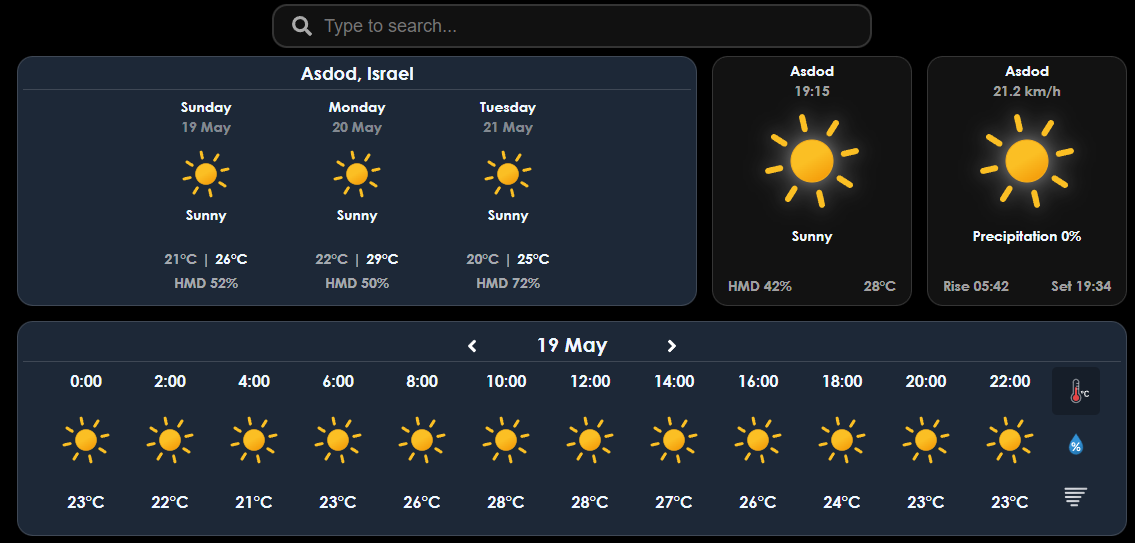 Type to search...
Asdod, Israel
Sunday Monday Tuesday
19 May 20 May 21 May
Sunny Sunny Sunny
21°C | 26°C 22°C | 29°C 20°C | 25°C
HMD 52% HMD 50% HMD 72%
Asdod
19:15
Sunny
HMD 42% 28°C
Asdod
21.2 km/h
Precipitation 0%
Rise 05:42 Set 19:34
19 May
0:00 2:00 4:00 6:00 8:00 10:00 12:00 14:00 16:00 18:00 20:00 22:00
°C
%
23°C 22°C 21°C 23°C 26°C 28°C 28°C 27°C 26°C 24°C 23°C 23°C